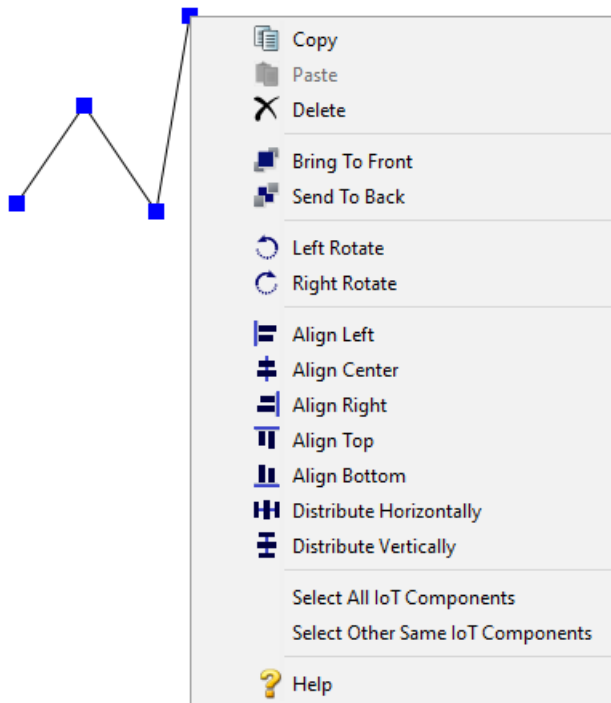 Copy
Paste
Delete
Bring To Front
Send To Back
Left Rotate
Right Rotate
Align Left
Align Center
Align Right
Align Top
Align Bottom
Distribute Horizontally
Distribute Vertically
Select All IoT Components
Select Other Same IoT Components
Help